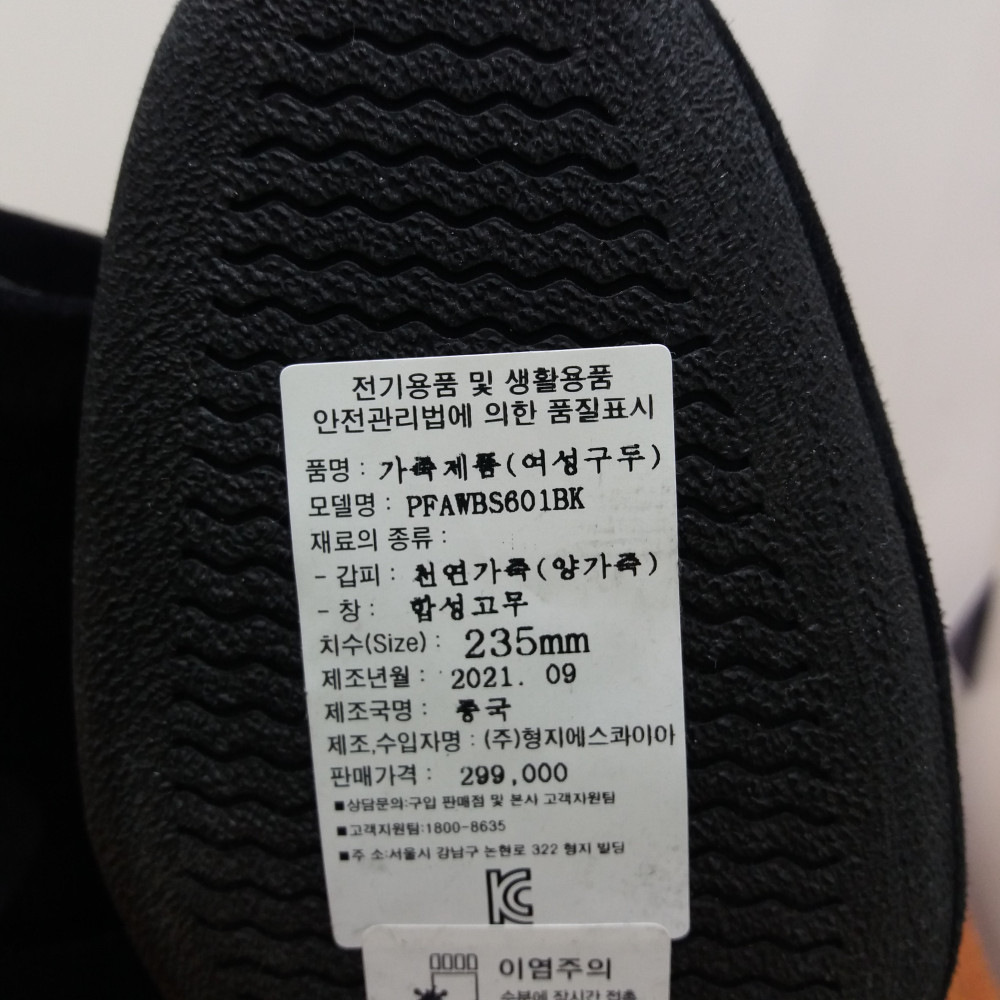 전기용품 및 생활용품
안전관리법에 의한 품질표시
품명 : 가죽제품(여성구두)
모델명 : PFAWBS601BK
재료의 종류 :
- 갑피 : 천연가죽(양가죽)
- 창 : 합성고무
치수(Size) : 235mm
제조년월 : 2021. 09
제조국명 : 중국
제조,수입자명 : (주)형지에스콰이아
판매가격 : 299,000
■상담문의:구입 판매점 및 본사 고객지원팀
■고객지원팀:1800-8635
■주 소:서울시 강남구 논현로 322 형지 빌딩
KC
이염주의